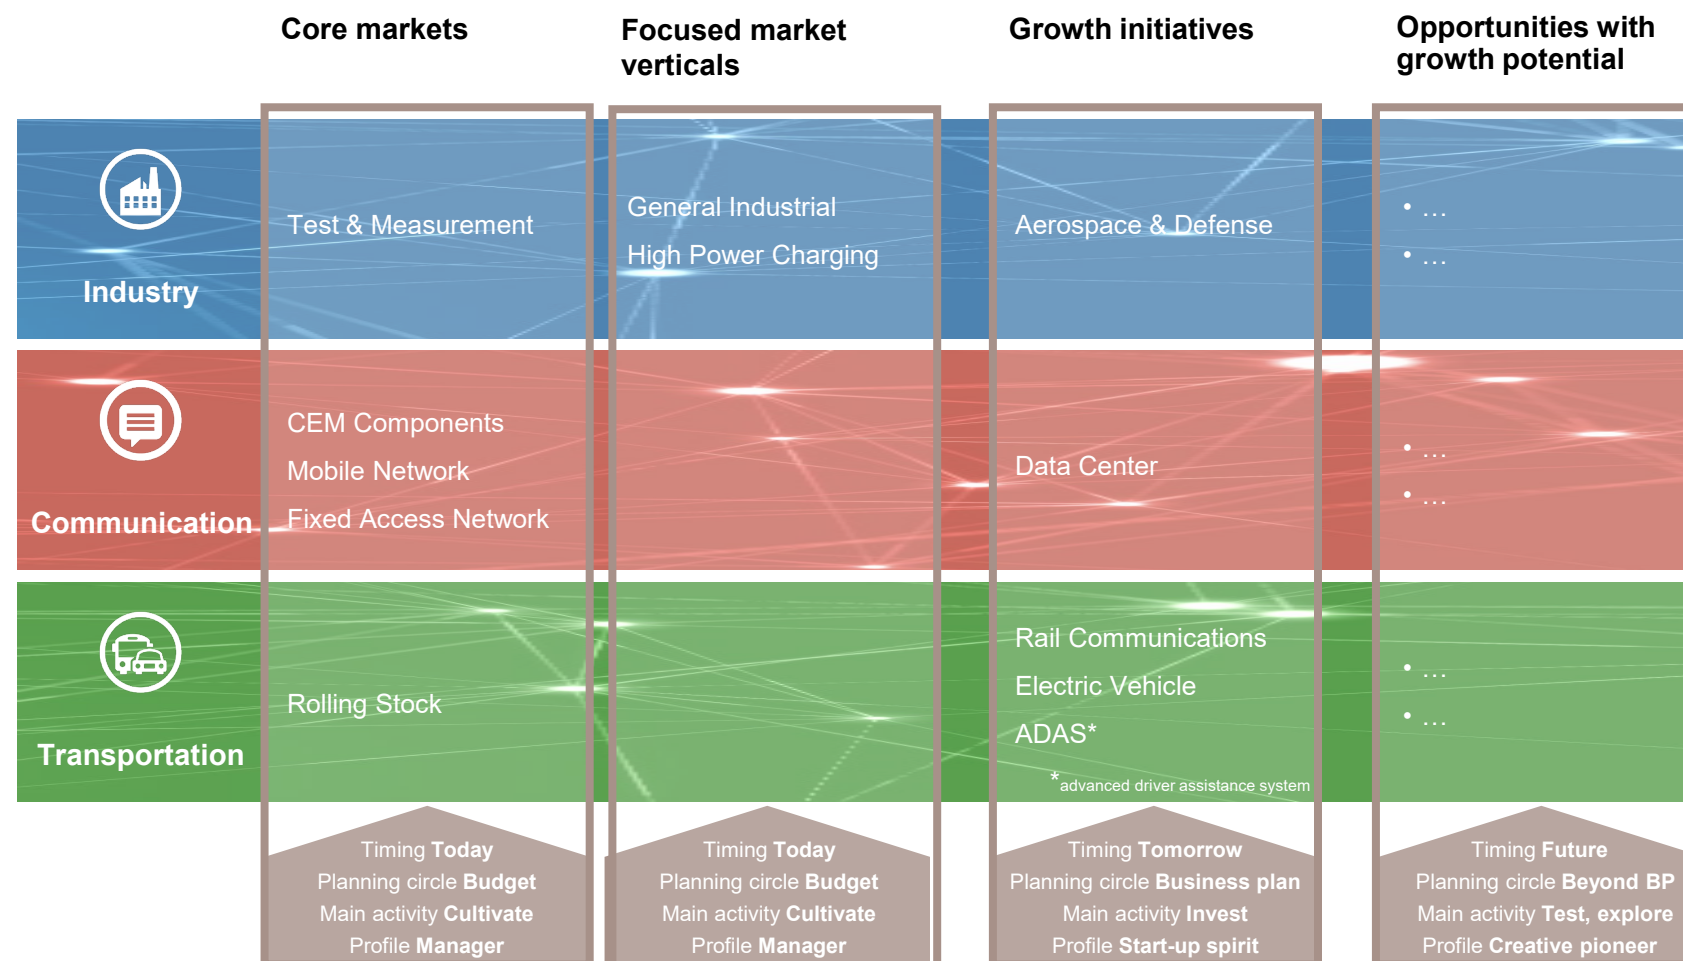 Core markets
Focused market
verticals
Growth initiatives
Opportunities with
growth potential
Industry
Test & Measurement
General Industrial
High Power Charging
Aerospace & Defense
• …
• …
Communication
CEM Components
Mobile Network
Fixed Access Network
Data Center
• …
• …
Transportation
Rolling Stock
Rail Communications
Electric Vehicle
ADAS*
*advanced driver assistance system
• …
• …
Timing Today
Planning circle Budget
Main activity Cultivate
Profile Manager
Timing Today
Planning circle Budget
Main activity Cultivate
Profile Manager
Timing Tomorrow
Planning circle Business plan
Main activity Invest
Profile Start-up spirit
Timing Future
Planning circle Beyond BP
Main activity Test, explore
Profile Creative pioneer